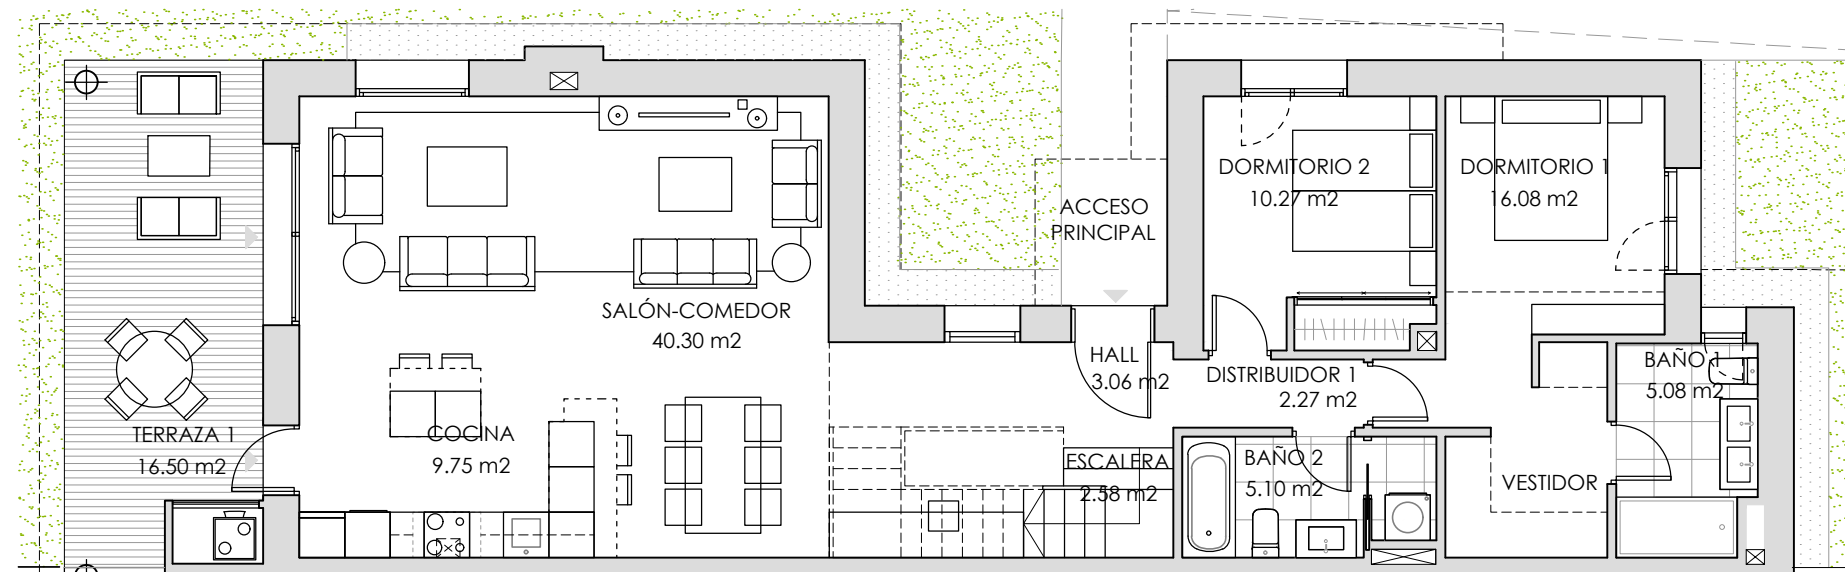 DORMITORIO 2
10.27 m2
DORMITORIO 1
16.08 m2
ACCESO
PRINCIPAL
SALÓN-COMEDOR
40.30 m2
HALL
3.06 m2
DISTRIBUIDOR 1
2.27 m2
BAÑO 1
5.08 m2
TERRAZA 1
16.50 m2
COCINA
9.75 m2
ESCALERA
2.58 m2
BAÑO 2
5.10 m2
VESTIDOR